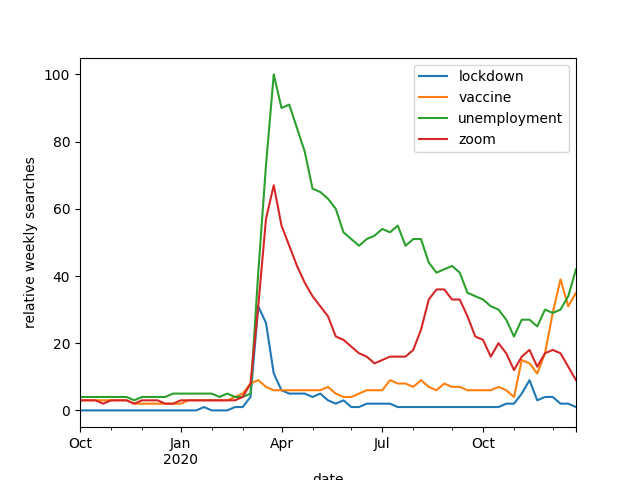 lockdown
vaccine
unemployment
zoom
100
80
60
40
20
0
relative weekly searches
Oct
Jan
2020
Apr
Jul
Oct
date